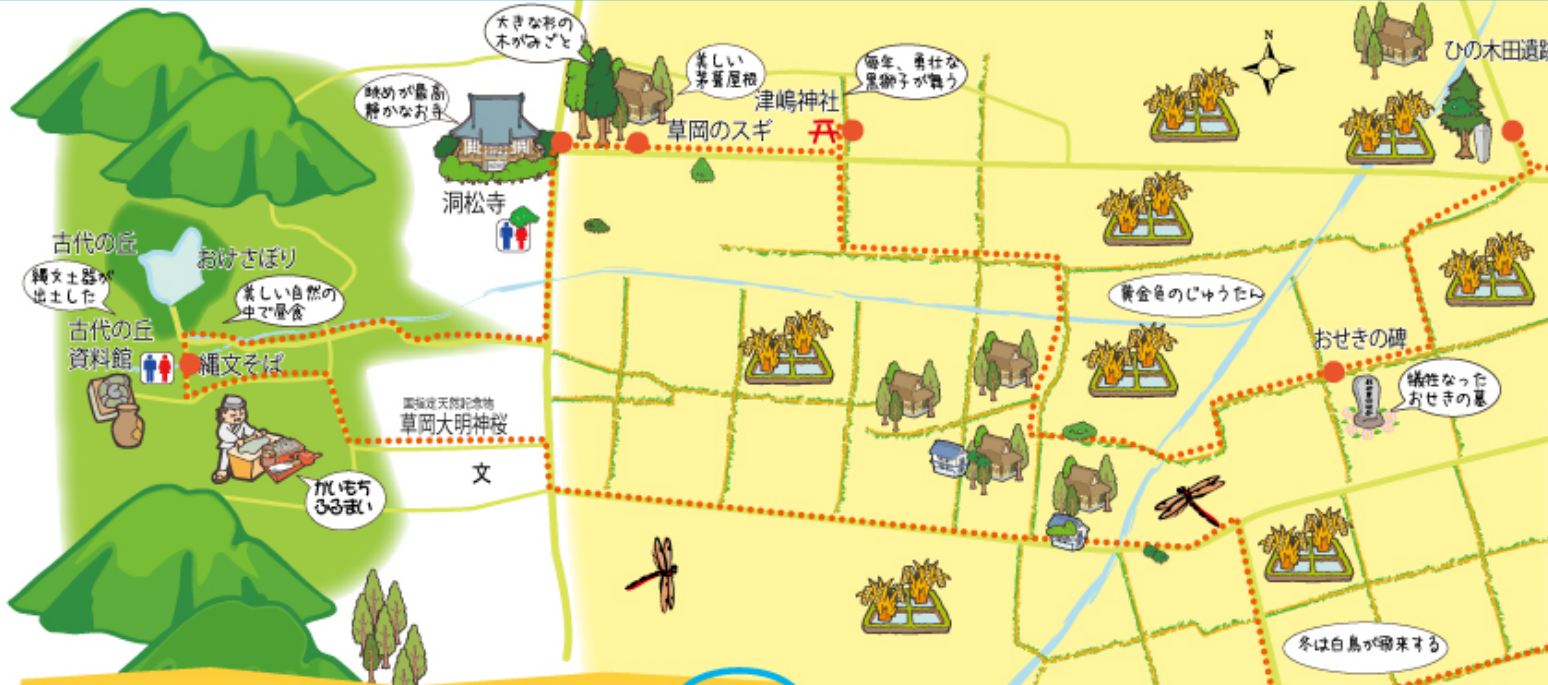 大きな杉の
木がみごと
美しい
茅葺屋根
毎年、勇壮な
黒獅子が舞う
N
ひの木田遺跡
眺めが最高
静かなお寺
津嶋神社
草岡のスギ
洞松寺
古代の丘
おけさぼり
縄文土器が
出土した
美しい自然の
中で昼食
黄金色のじゅうたん
古代の丘
資料館
縄文そば
おせきの碑
犠牲なった
おせきの墓
国指定天然記念物
草岡大明神桜
文
かいもち
ふるまい
冬は白鳥が飛来する